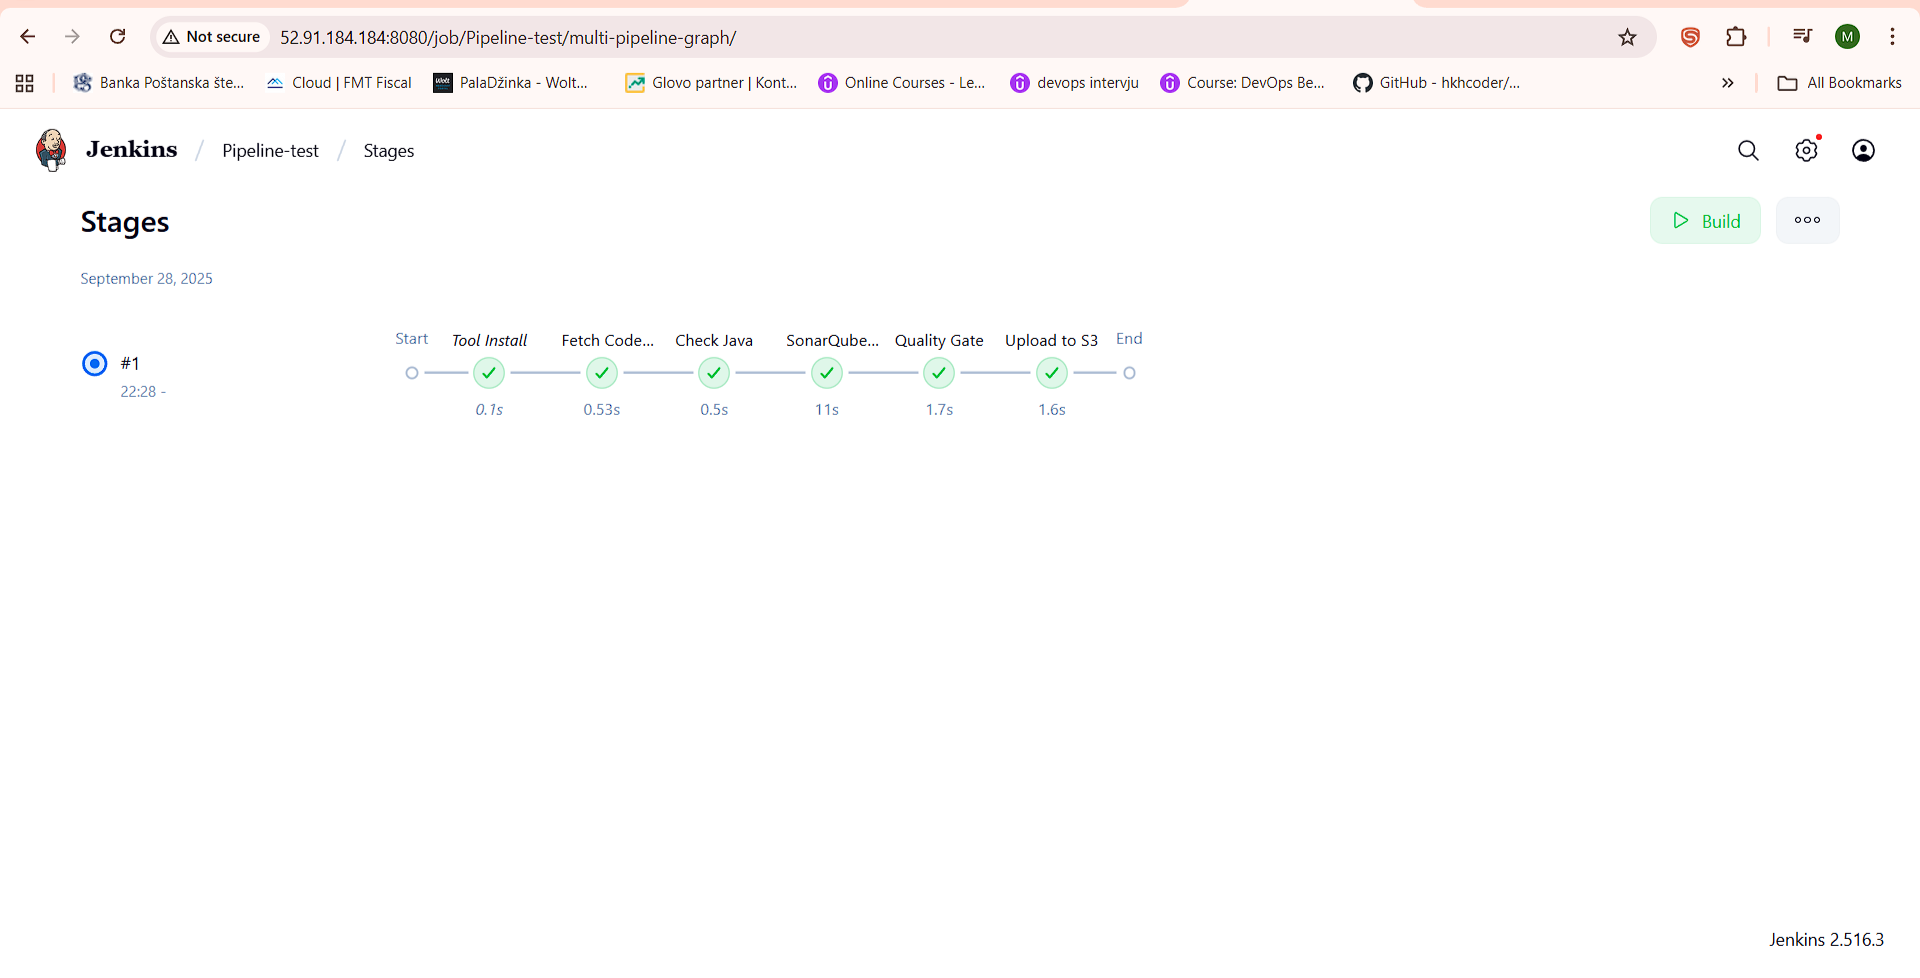 Not secure
52.91.184.184:8080/job/Pipeline-test/multi-pipeline-graph/
M
Banka Poštanska šte...
Cloud | FMT Fiscal
Wolt
PalaDžinka - Wolt...
Glovo partner | Kont...
Online Courses - Le...
devops intervju
Course: DevOps Be...
GitHub - hkhcoder/...
All Bookmarks
Jenkins / Pipeline-test / Stages
Stages
Build
September 28, 2025
#1
22:28 -
Start
Tool Install
Fetch Code...
Check Java
SonarQube...
Quality Gate
Upload to S3
End
0.1s
0.53s
0.5s
11s
1.7s
1.6s
Jenkins 2.516.3